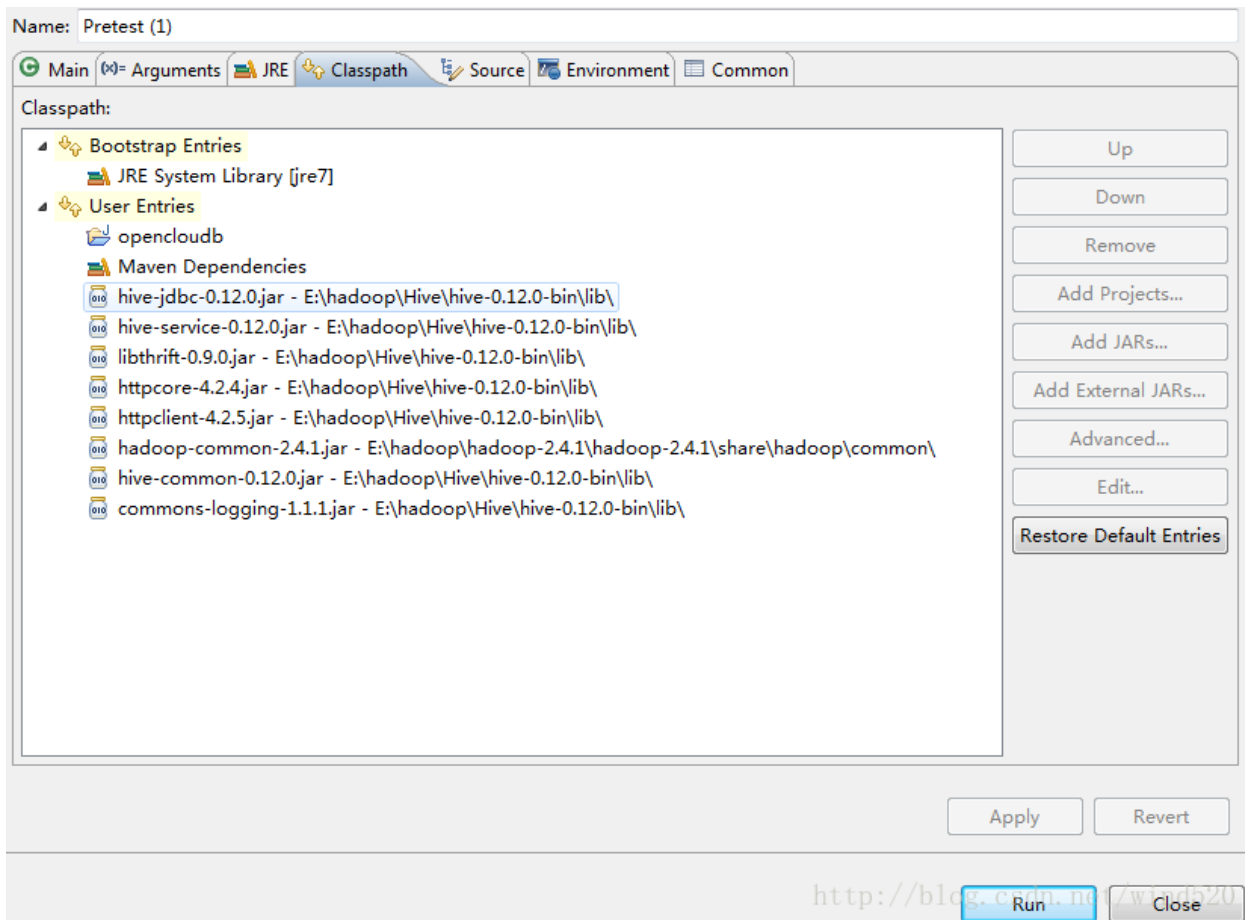 Name: Pretest (1)
Main (x)= Arguments JRE Classpath Source Environment Common
Classpath:
Bootstrap Entries
JRE System Library [jre7]
User Entries
opencloudb
Maven Dependencies
hive-jdbc-0.12.0.jar - E:\hadoop\Hive\hive-0.12.0-bin\lib\
hive-service-0.12.0.jar - E:\hadoop\Hive\hive-0.12.0-bin\lib\
libthrift-0.9.0.jar - E:\hadoop\Hive\hive-0.12.0-bin\lib\
httpcore-4.2.4.jar - E:\hadoop\Hive\hive-0.12.0-bin\lib\
httpclient-4.2.5.jar - E:\hadoop\Hive\hive-0.12.0-bin\lib\
hadoop-common-2.4.1.jar - E:\hadoop\hadoop-2.4.1\hadoop-2.4.1\share\hadoop\common\
hive-common-0.12.0.jar - E:\hadoop\Hive\hive-0.12.0-bin\lib\
commons-logging-1.1.1.jar - E:\hadoop\Hive\hive-0.12.0-bin\lib\
Up
Down
Remove
Add Projects...
Add JARs...
Add External JARs...
Advanced...
Edit...
Restore Default Entries
Apply Revert
Run Close